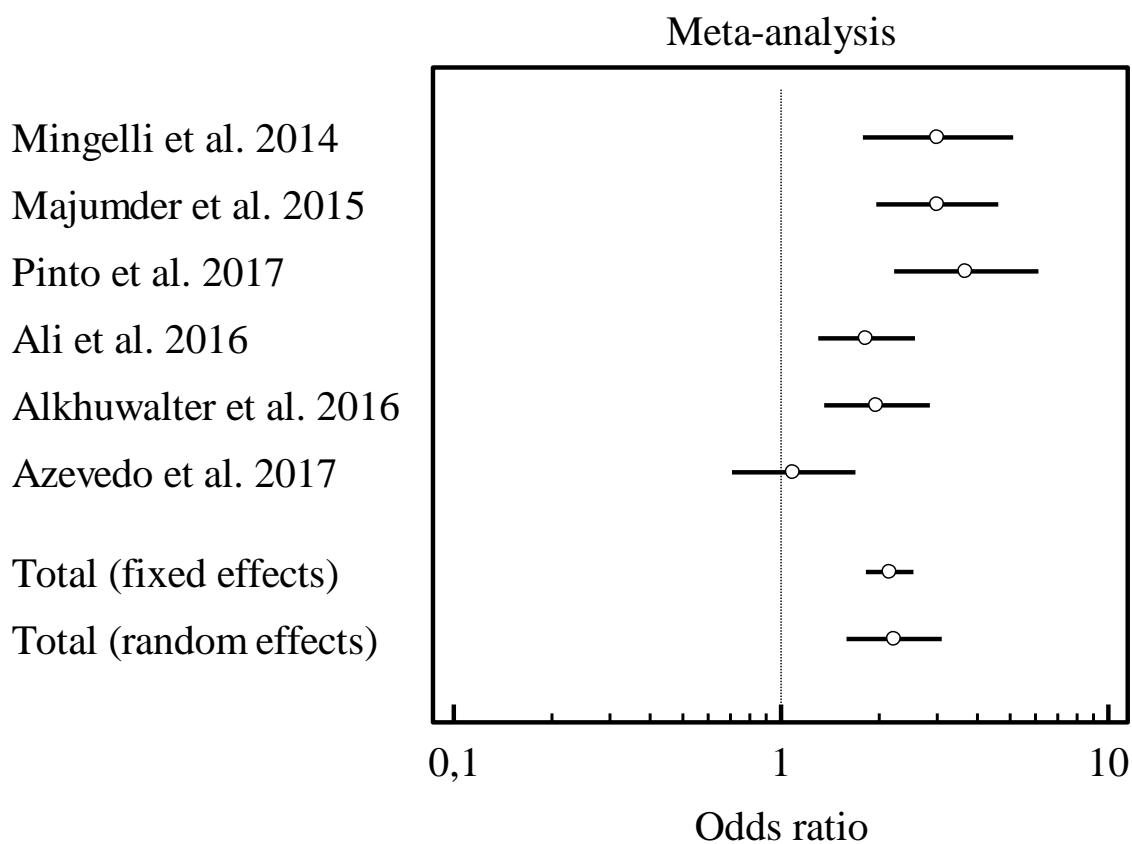 Meta-analysis
Mingelli et al. 2014
Majumder et al. 2015
Pinto et al. 2017
Ali et al. 2016
Alkhuwalter et al. 2016
Azevedo et al. 2017
Total (fixed effects)
Total (random effects)
0,1 1 10
Odds ratio